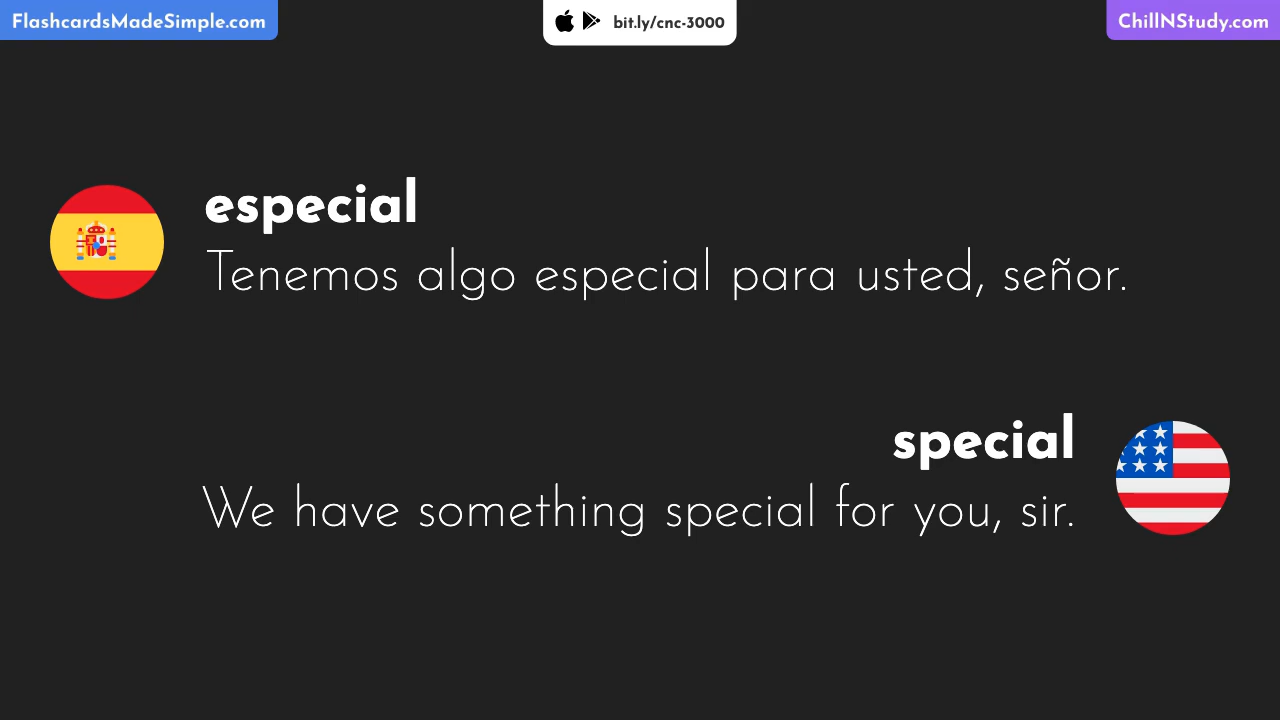 FlashcardsMadeSimple.com
bit.ly/cnc-3000
ChillNStudy.com
especial
Tenemos algo especial para usted, señor.
special
We have something special for you, sir.